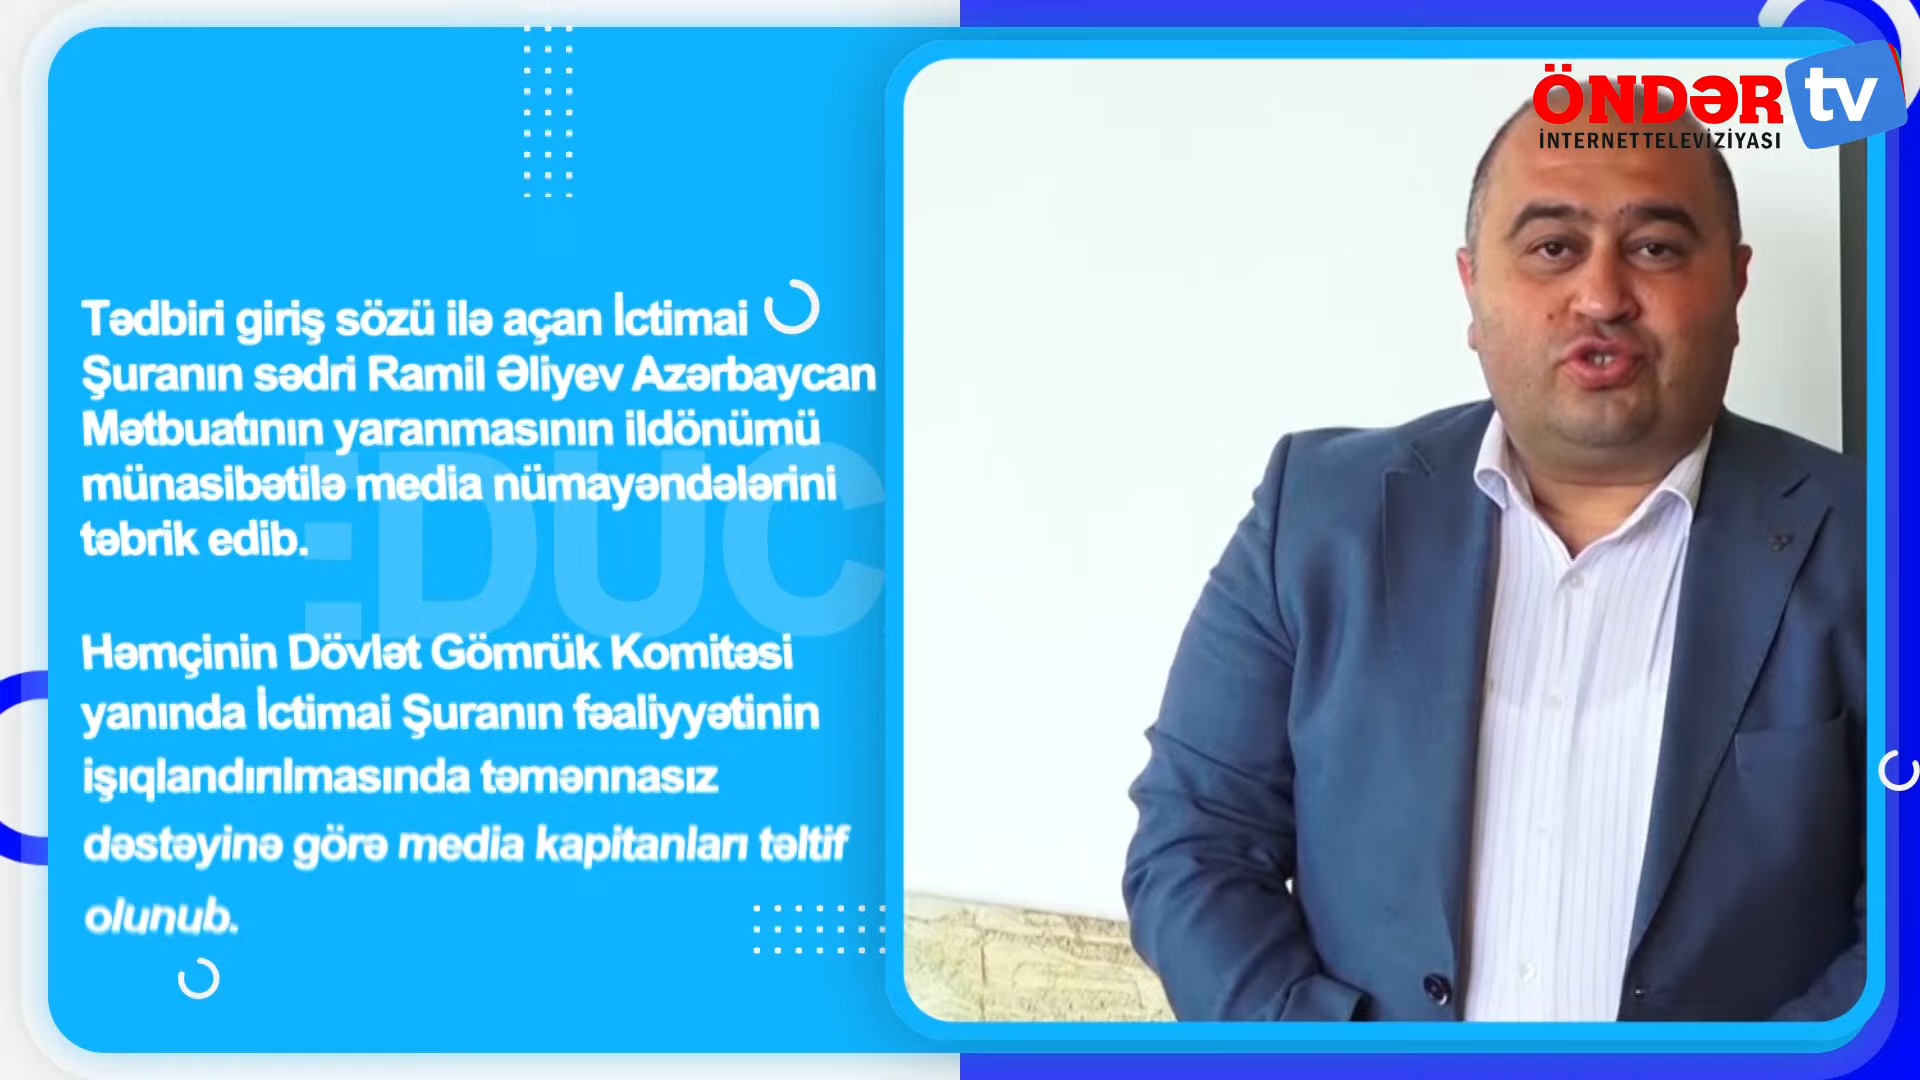 ÖNDƏR tv
İNTERNET TELEVİZİYASI
Tədbiri giriş sözü ilə açan İctimai
Şuranın sədri Ramil Əliyev Azərbaycan
Mətbuatının yaranmasının ildönümü
münasibətilə media nümayəndələrini
təbrik edib.
Həmçinin Dövlət Gömrük Komitəsi
yanında İctimai Şuranın fəaliyyətinin
işıqlandırılmasında təmənnasız
dəstəyinə görə media kapitanları təltif
olunub.